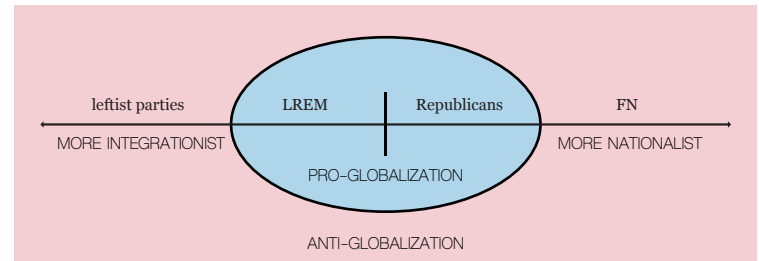 leftist parties LREM Republicans FN
MORE INTEGRATIONIST MORE NATIONALIST
PRO-GLOBALIZATION
ANTI-GLOBALIZATION